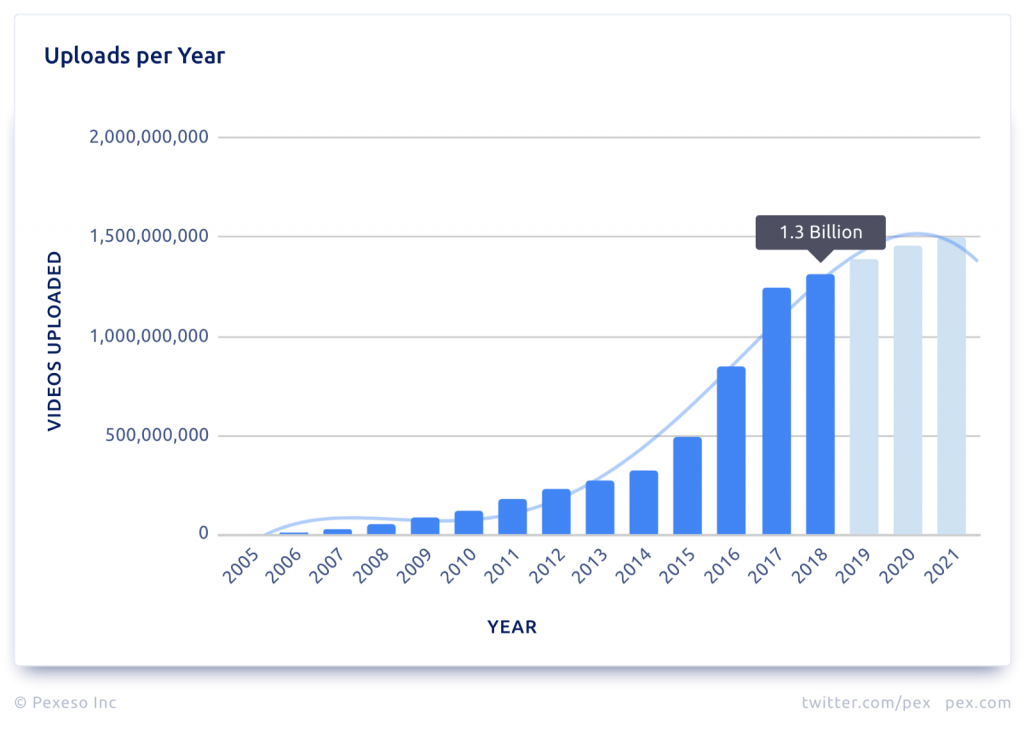 Uploads per Year
2,000,000,000
1,500,000,000
1,000,000,000
500,000,000
0
VIDEOS UPLOADED
1.3 Billion
2005 2006 2007 2008 2009 2010 2011 2012 2013 2014 2015 2016 2017 2018 2019 2020 2021
YEAR
© Pexeso Inc
twitter.com/pex pex.com